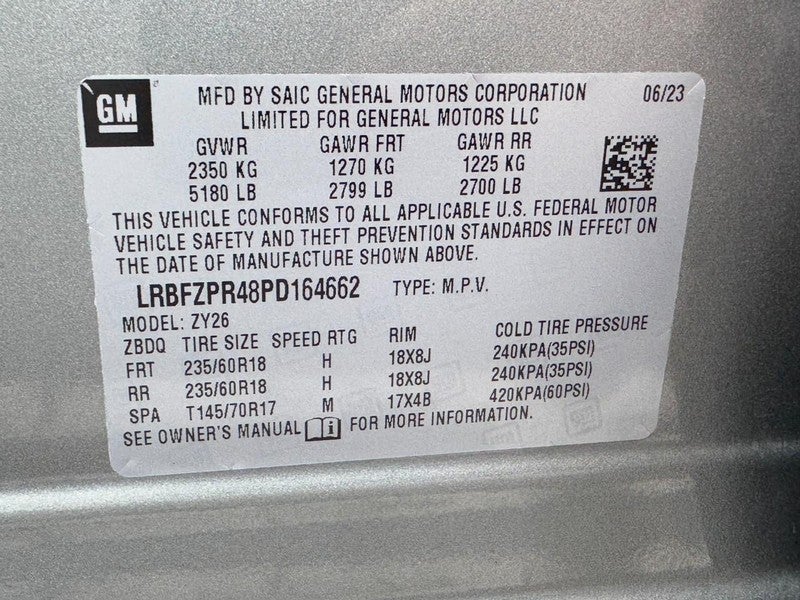 GM
MFD BY SAIC GENERAL MOTORS CORPORATION 06/23
LIMITED FOR GENERAL MOTORS LLC
GVWR GAWR FRT GAWR RR
2350 KG 1270 KG 1225 KG
5180 LB 2799 LB 2700 LB
THIS VEHICLE CONFORMS TO ALL APPLICABLE U.S. FEDERAL MOTOR
VEHICLE SAFETY AND THEFT PREVENTION STANDARDS IN EFFECT ON
THE DATE OF MANUFACTURE SHOWN ABOVE.
LRBFZPR48PD164662 TYPE: M.P.V.
MODEL: ZY26
ZBDQ TIRE SIZE SPEED RTG RIM COLD TIRE PRESSURE
FRT 235/60R18 H 18X8J 240KPA(35PSI)
RR 235/60R18 H 18X8J 240KPA(35PSI)
SPA T145/70R17 M 17X4B 420KPA(60PSI)
SEE OWNER'S MANUAL FOR MORE INFORMATION.